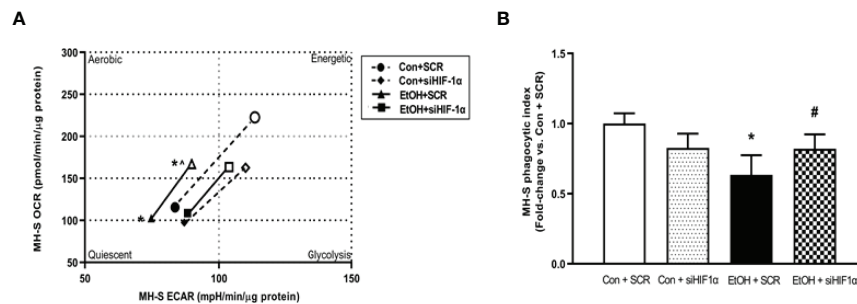 A
MH-S OCR (pmol/min/µg protein)
300
250
200
150
100
50
Aerobic
Energetic
Quiescent
Glycolysis
*^
*
50
100
150
MH-S ECAR (mpH/min/µg protein)
Con+SCR
Con+siHIF-1α
EtOH+SCR
EtOH+siHIF-1α
B
MH-S phagocytic index
(Fold-change vs. Con + SCR)
1.5
1.0
0.5
0.0
*
#
Con + SCR
Con + siHIF1α
EtOH + SCR
EtOH + siHIF1α